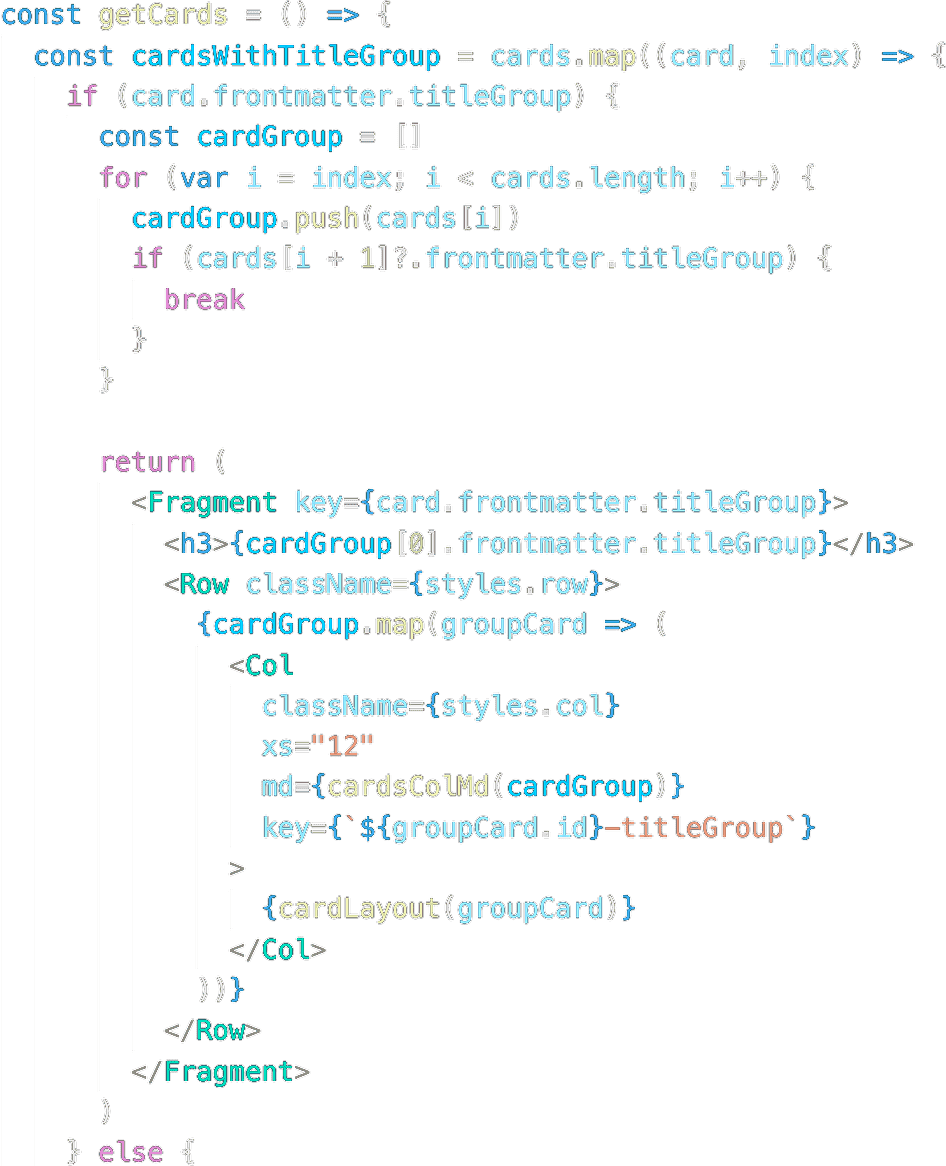 const getCards = () => {
  const cardsWithTitleGroup = cards.map((card, index) => {
    if (card.frontmatter.titleGroup) {
      const cardGroup = []
      for (var i = index; i < cards.length; i++) {
        cardGroup.push(cards[i])
        if (cards[i + 1]?.frontmatter.titleGroup) {
          break
        }
      }

      return (
        <Fragment key={card.frontmatter.titleGroup}>
          <h3>{cardGroup[0].frontmatter.titleGroup}</h3>
          <Row className={styles.row}>
            {cardGroup.map(groupCard => (
              <Col
                className={styles.col}
                xs="12"
                md={cardsColMd(cardGroup)}
                key={`${groupCard.id}-titleGroup`}
              >
                {cardLayout(groupCard)}
              </Col>
            ))}
          </Row>
        </Fragment>
      )
    } else {